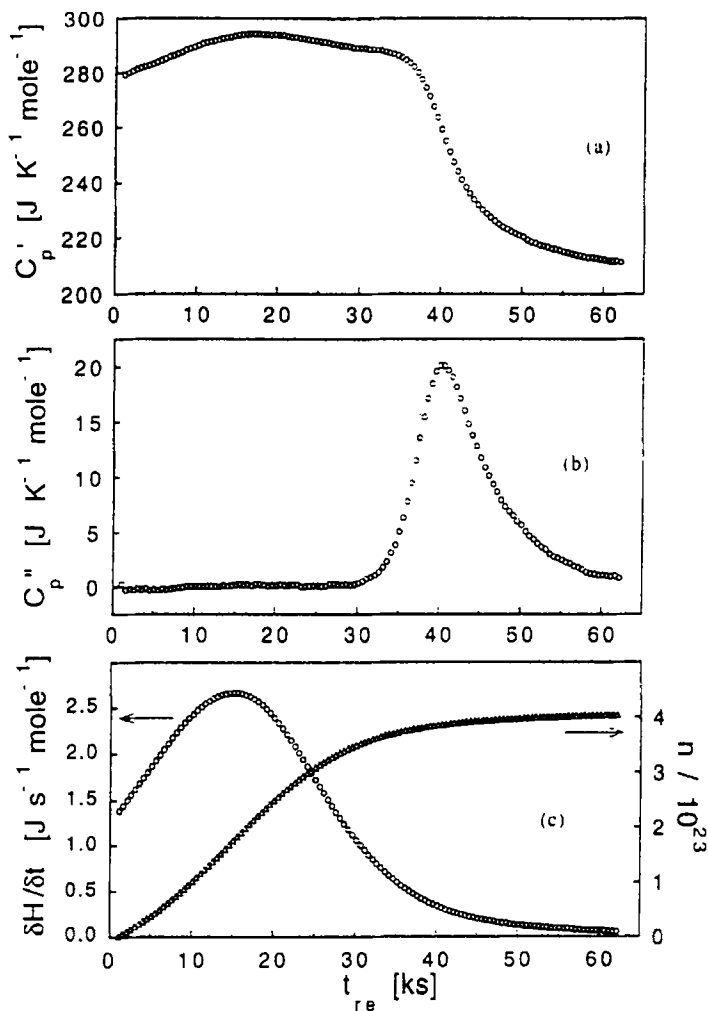 300
280
260
240
220
200
C_p' [J K⁻¹ mole⁻¹]
(a)
0 10 20 30 40 50 60
20
15
10
5
0
C_p" [J K⁻¹ mole⁻¹]
(b)
0 10 20 30 40 50 60
2.5
2.0
1.5
1.0
0.5
0.0
δH/δt [J s⁻¹ mole⁻¹]
(c)
4
3
2
1
0
n / 10²³
0 10 20 30 40 50 60
t_re [ks]